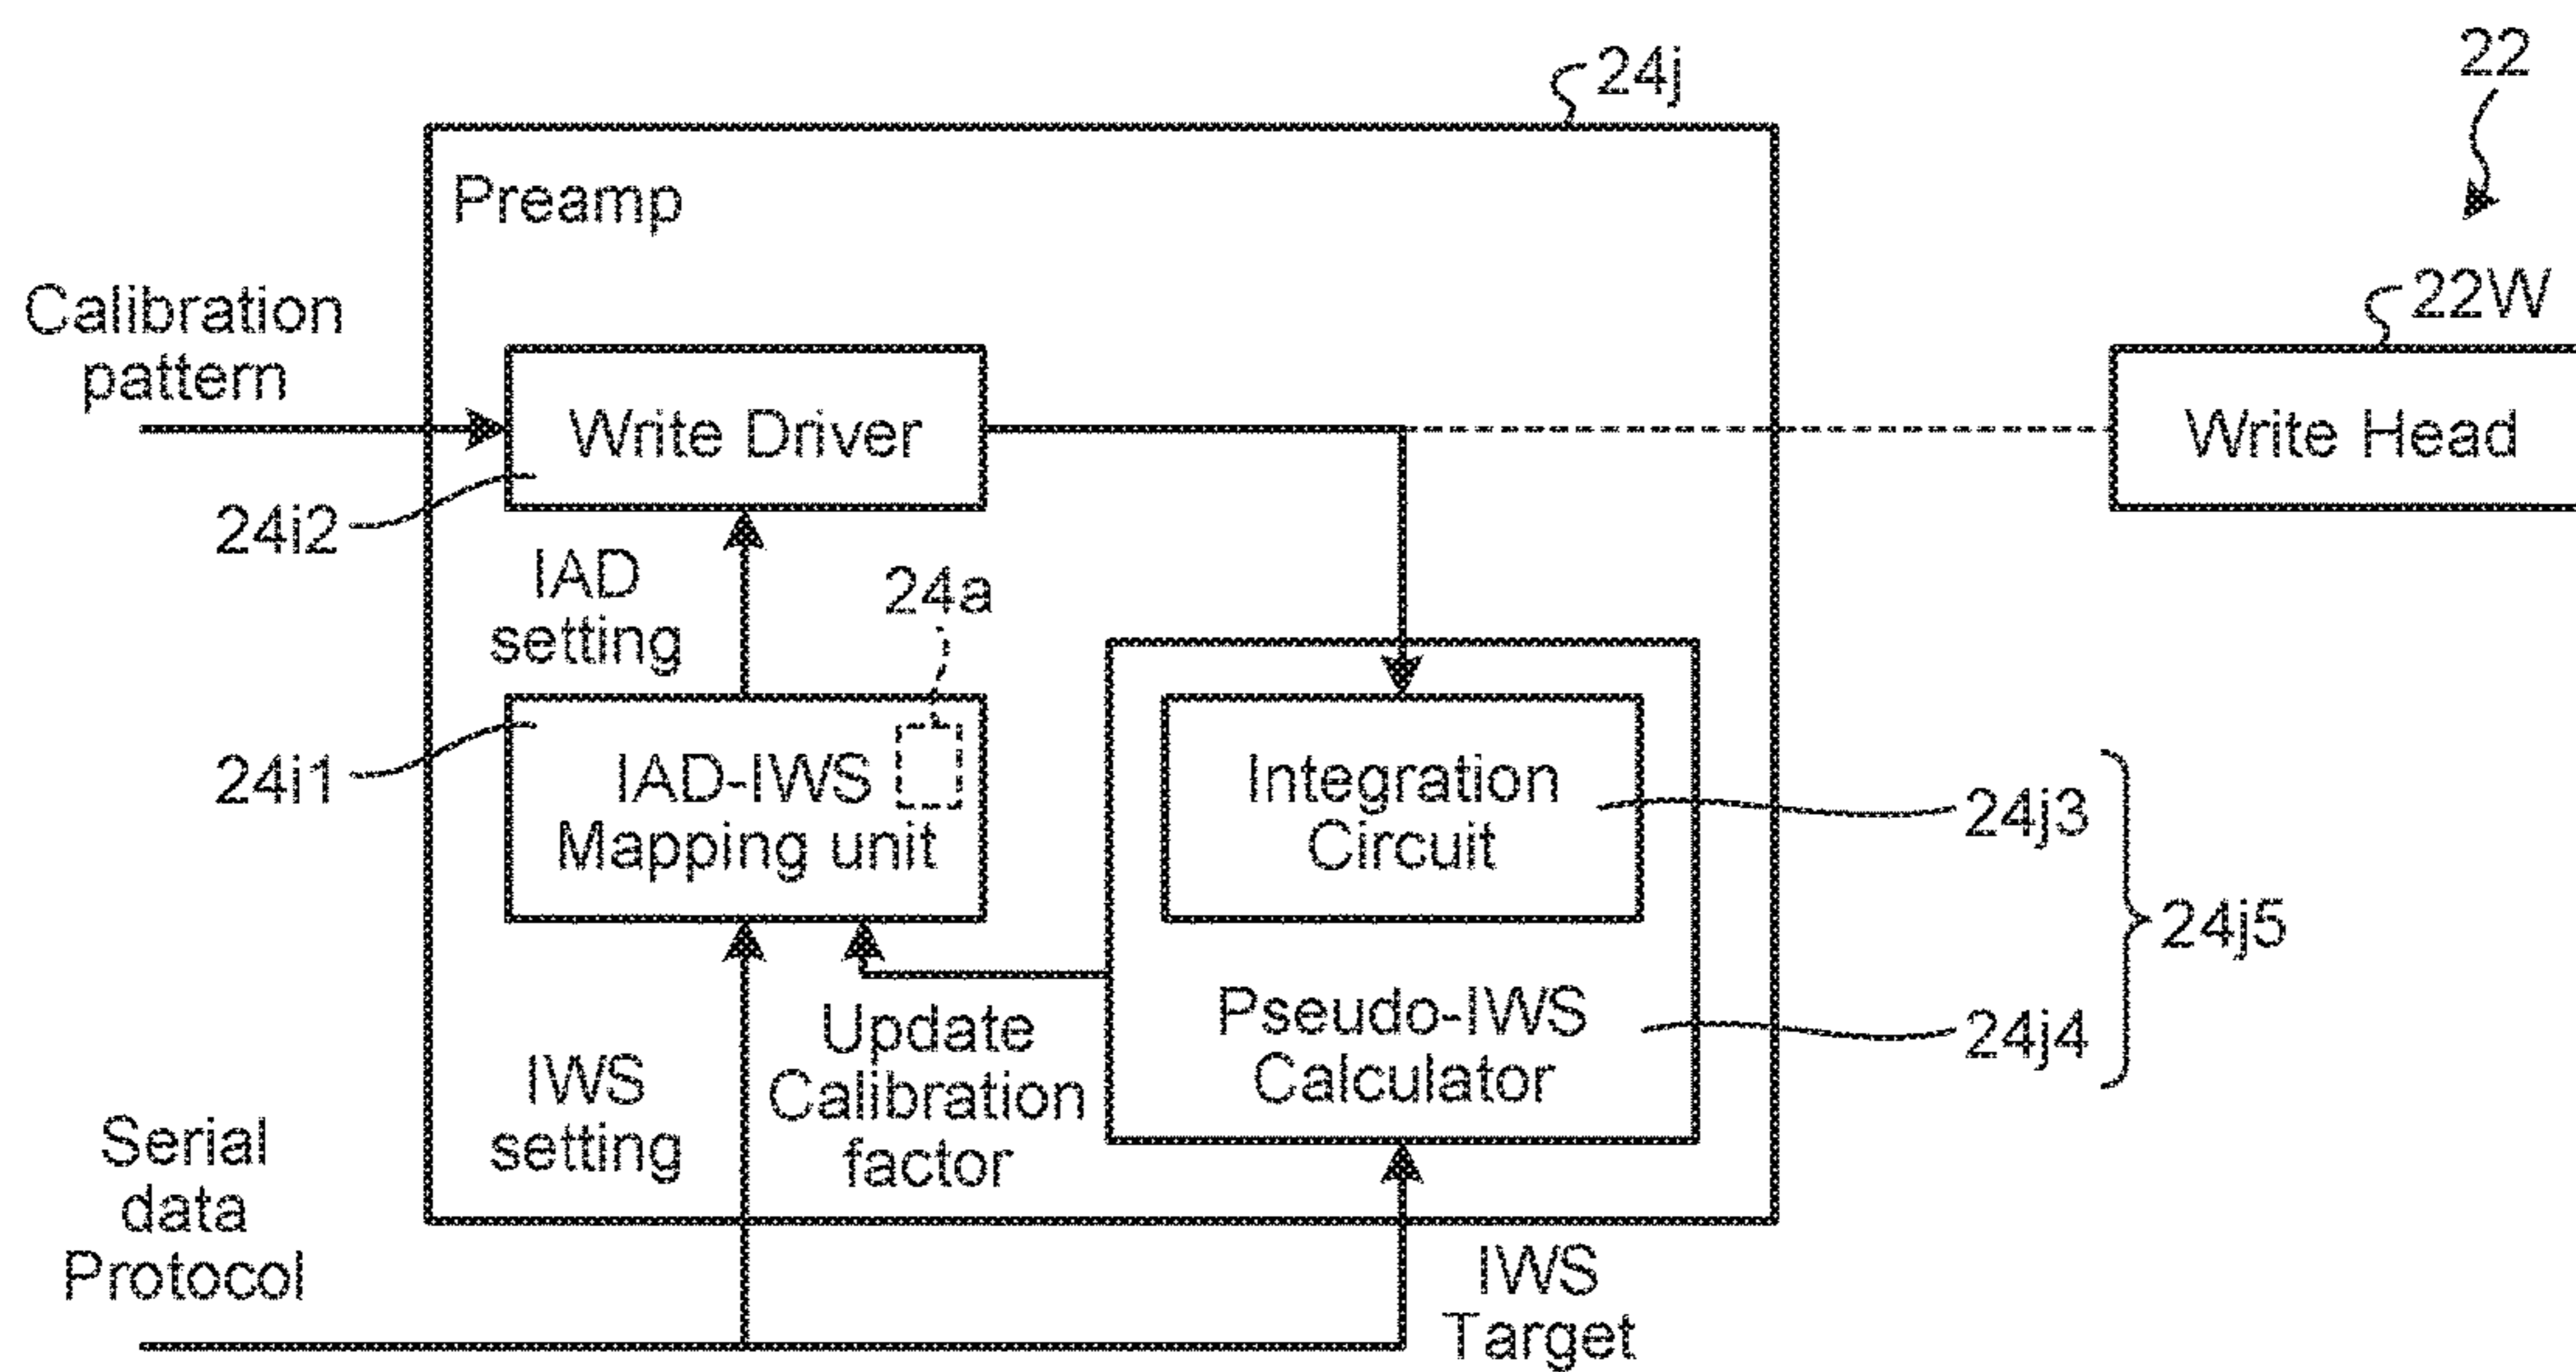 24j
22
Preamp
22W
Calibration
pattern
Write Driver
Write Head
24i2
IAD
setting
24a
24i1
IAD-IWS
Mapping unit
Integration
Circuit
24j3
24j5
Pseudo-IWS
Calculator
24j4
Update
Calibration
factor
IWS
setting
Serial
data
Protocol
IWS
Target